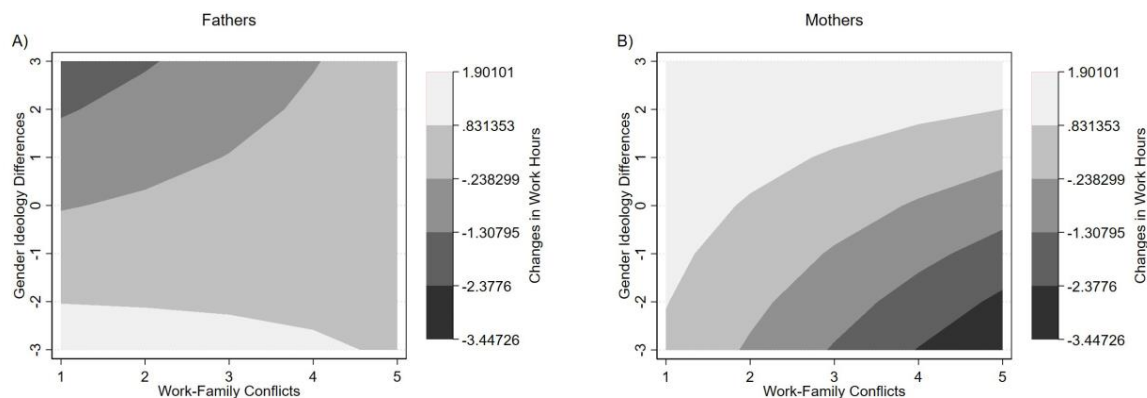 Fathers
A)
Gender Ideology Differences
3
2
1
0
-1
-2
-3
1 2 3 4 5
Work-Family Conflicts
1.90101
.831353
-.238299
-1.30795
-2.3776
-3.44726
Changes in Work Hours
Mothers
B)
Gender Ideology Differences
3
2
1
0
-1
-2
-3
1 2 3 4 5
Work-Family Conflicts
1.90101
.831353
-.238299
-1.30795
-2.3776
-3.44726
Changes in Work Hours